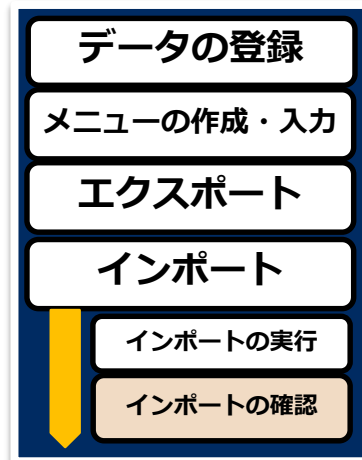 データの登録
メニューの作成・入力
エクスポート
インポート
インポートの実行
インポートの確認